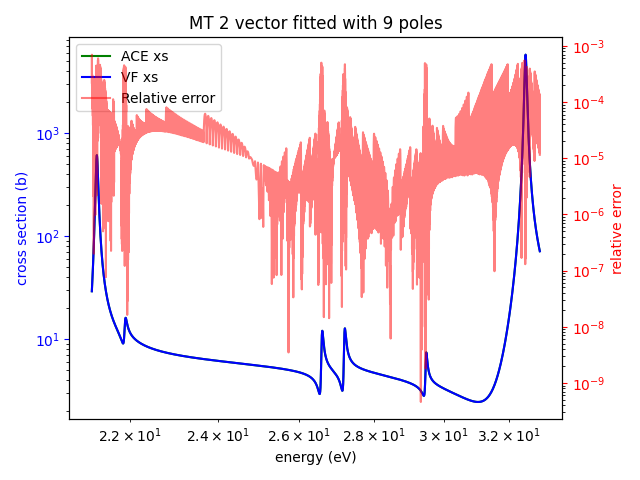 MT 2 vector fitted with 9 poles
ACE xs
VF xs
Relative error
cross section (b)
10³
10²
10¹
10⁻³
10⁻⁴
10⁻⁵
10⁻⁶
10⁻⁷
10⁻⁸
10⁻⁹
relative error
2.2 × 10¹
2.4 × 10¹
2.6 × 10¹
2.8 × 10¹
3 × 10¹
3.2 × 10¹
energy (eV)